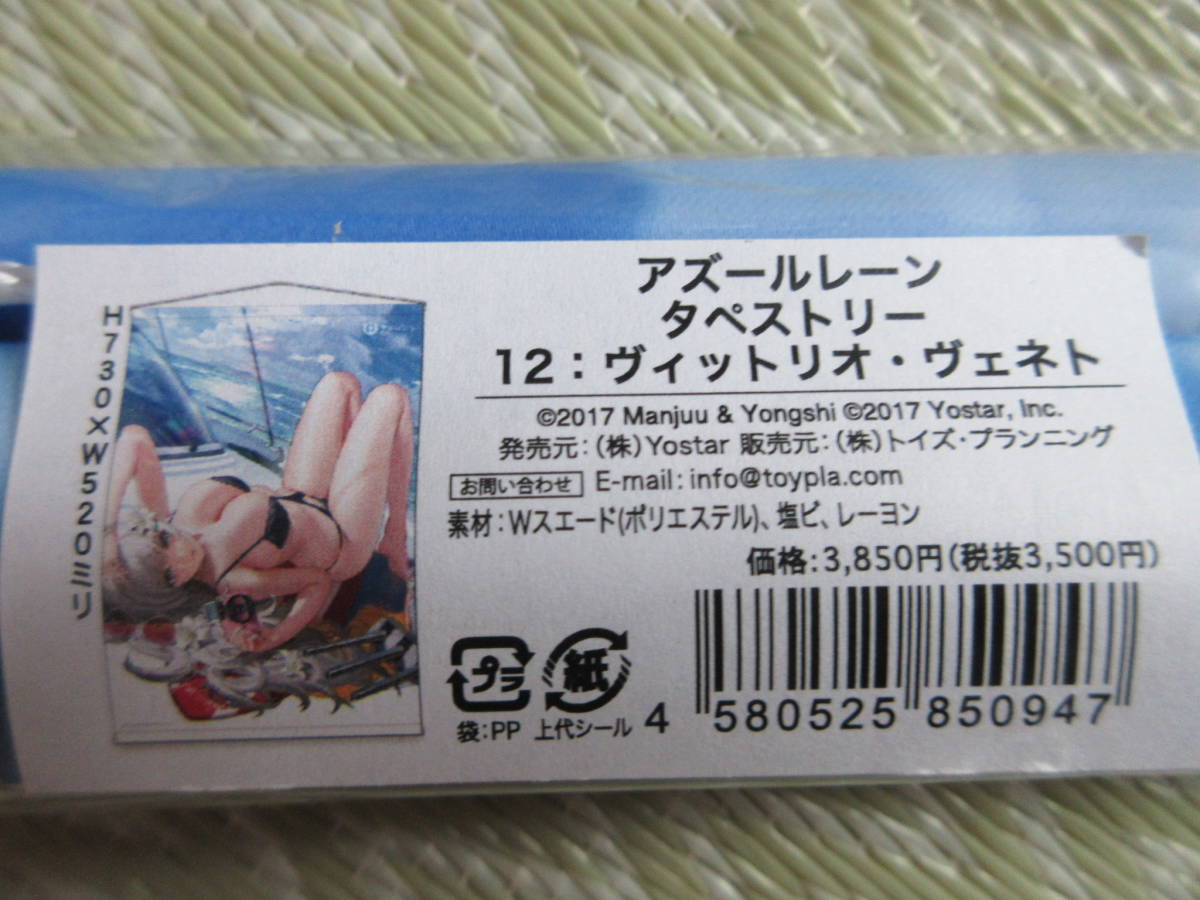 アズールレーン
タペストリー
12：ヴィットリオ・ヴェネト
©2017 Manjuu & Yongshi ©2017 Yostar, Inc.
発売元：(株)Yostar 販売元：(株)トイズ・プランニング
お問い合わせ E-mail：info@toypla.com
素材：Wスエード(ポリエステル)、塩ビ、レーヨン
価格：3,850円(税抜3,500円)
H730×W520ミリ
プラ 紙
袋：PP 上代シール
4 580525 850947